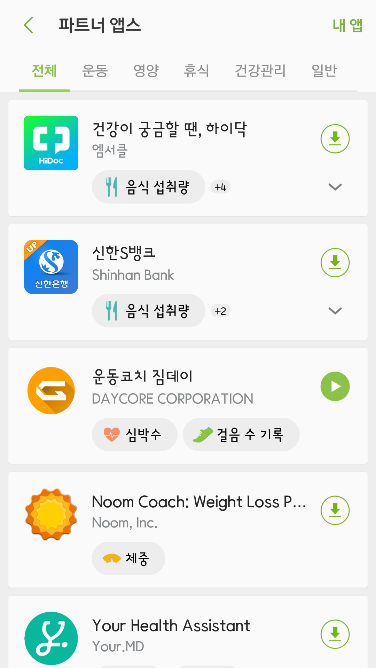 파트너 앱스
내 앱
전체 운동 영양 휴식 건강관리 일반
건강이 궁금할 땐, 하이닥
엠서클
HiDoc
음식 섭취량 +4
UP
신한S뱅크
Shinhan Bank
신한은행
음식 섭취량 +2
운동코치 짐데이
DAYCORE CORPORATION
심박수 걸음 수 기록
Noom Coach: Weight Loss P...
Noom, Inc.
체중
Your Health Assistant
Your.MD